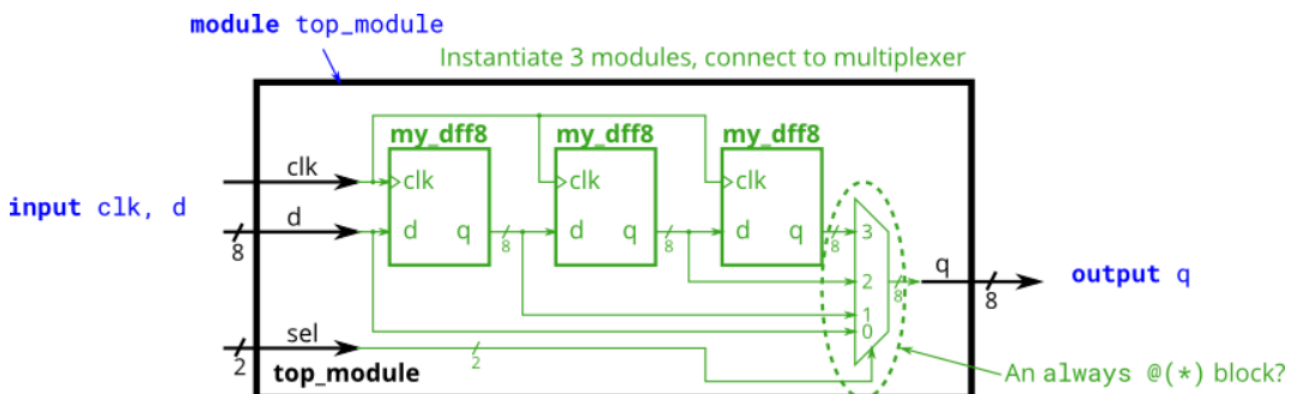 module top_module
Instantiate 3 modules, connect to multiplexer
my_dff8 my_dff8 my_dff8
clk clk clk clk
input clk, d
d d q d q d q 3
8 8 8 8
q
2 8 output q
8
1
0
sel
2 2
top_module
An always @(*) block?